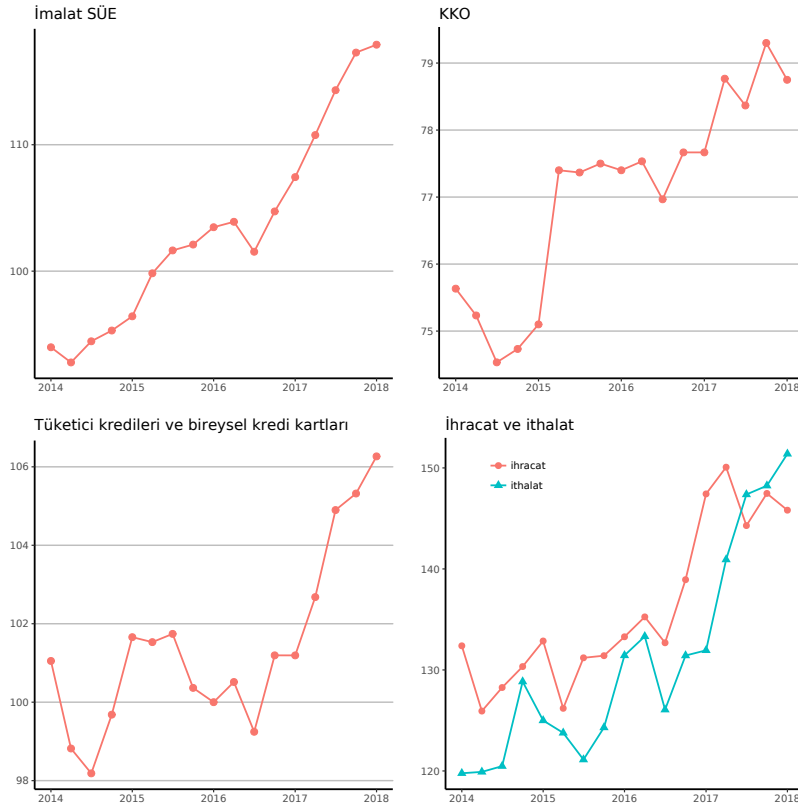 İmalat SÜE
110
100
2014 2015 2016 2017 2018
KKO
79
78
77
76
75
2014 2015 2016 2017 2018
Tüketici kredileri ve bireysel kredi kartları
106
104
102
100
98
2014 2015 2016 2017 2018
İhracat ve ithalat
ihracat
ithalat
150
140
130
120
2014 2015 2016 2017 2018